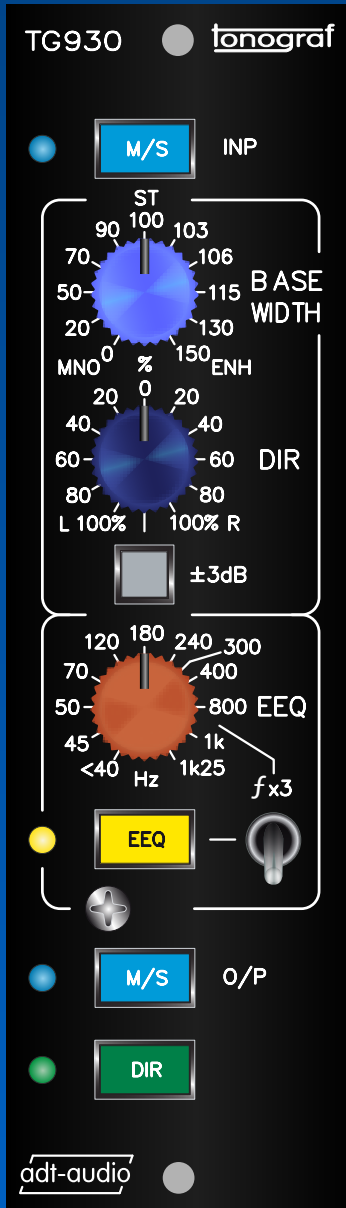 TG930 tonograf
M/S INP
ST
100
90 103
70 106
50 115
20 130
0 150
MNO % ENH
BASE
WIDTH
0
20 20
40 40
60 60
80 80
L 100% 100% R
DIR
±3dB
180
120 240 300
70 400
50 800
45 1k
<40 Hz 1k25
EEQ
ƒx3
EEQ
M/S O/P
DIR
adt-audio